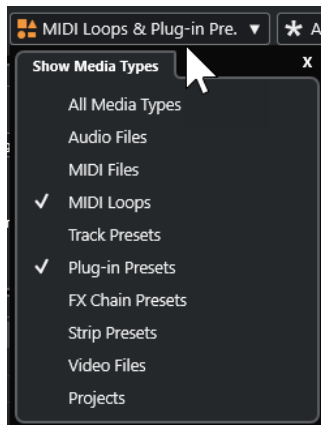 MIDI Loops & Plug-in Pre.
Show Media Types
X
All Media Types
Audio Files
MIDI Files
MIDI Loops
Track Presets
Plug-in Presets
FX Chain Presets
Strip Presets
Video Files
Projects